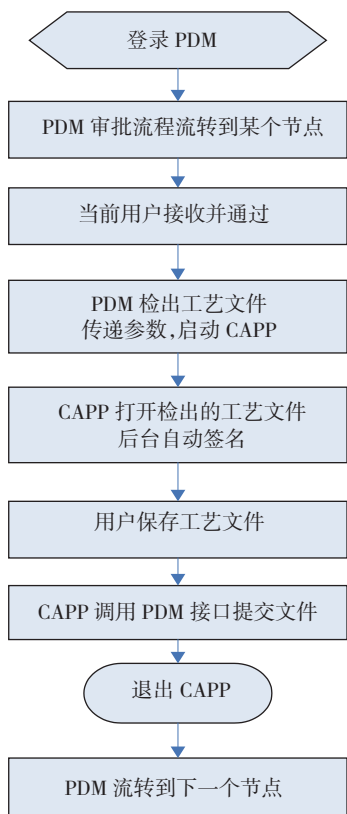 登录 PDM
PDM 审批流程流转到某个节点
当前用户接收并通过
PDM 检出工艺文件
传递参数,启动 CAPP
CAPP 打开检出的工艺文件
后台自动签名
用户保存工艺文件
CAPP 调用 PDM 接口提交文件
退出 CAPP
PDM 流转到下一个节点